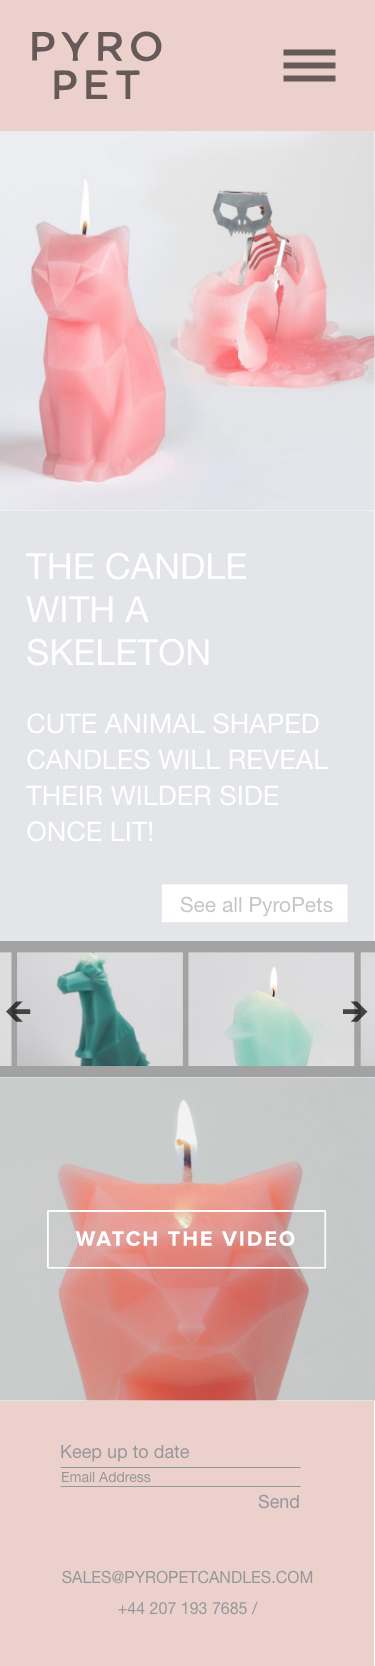 PYRO
PET
THE CANDLE
WITH A
SKELETON
CUTE ANIMAL SHAPED
CANDLES WILL REVEAL
THEIR WILDER SIDE
ONCE LIT!
See all PyroPets
WATCH THE VIDEO
Keep up to date
Email Address
Send
SALES@PYROPETCANDLES.COM
+44 207 193 7685 /